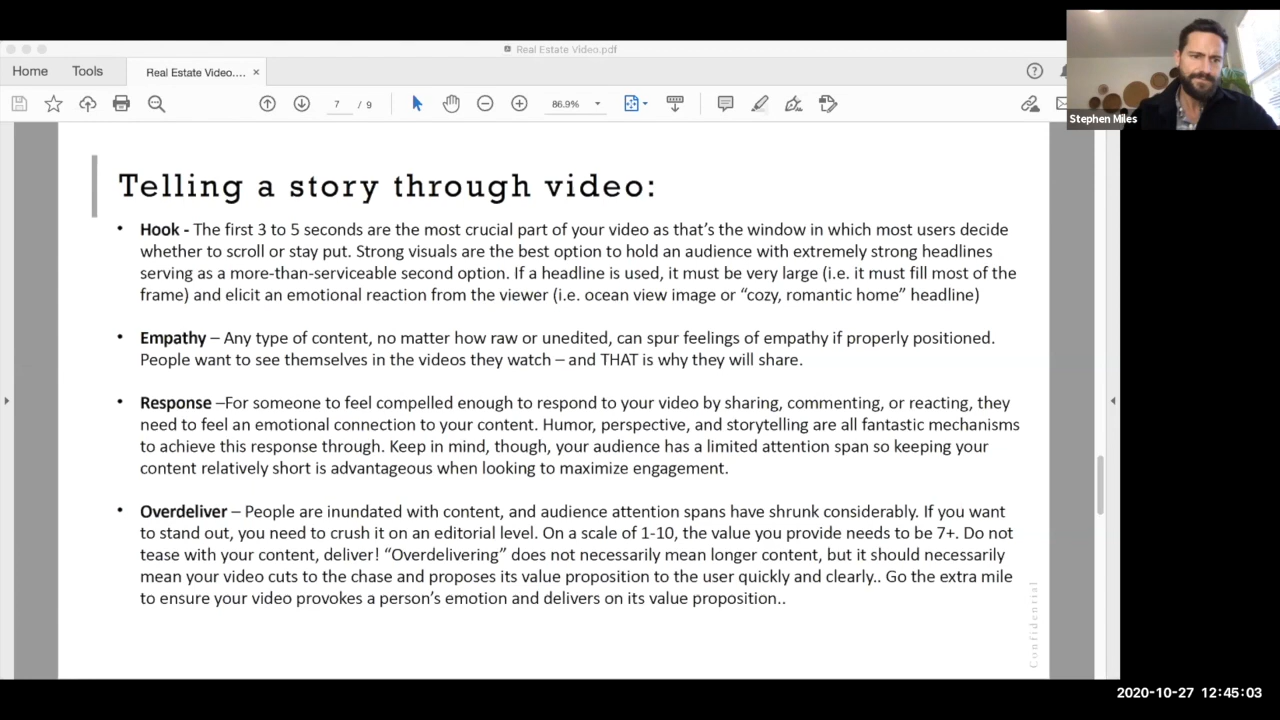 Real Estate Video.pdf
Home
Tools
Real Estate Video....
7 / 9
86.9%
Stephen Miles
Telling a story through video:
• Hook - The first 3 to 5 seconds are the most crucial part of your video as that’s the window in which most users decide
whether to scroll or stay put. Strong visuals are the best option to hold an audience with extremely strong headlines
serving as a more-than-serviceable second option. If a headline is used, it must be very large (i.e. it must fill most of the
frame) and elicit an emotional reaction from the viewer (i.e. ocean view image or “cozy, romantic home” headline)
• Empathy – Any type of content, no matter how raw or unedited, can spur feelings of empathy if properly positioned.
People want to see themselves in the videos they watch – and THAT is why they will share.
• Response –For someone to feel compelled enough to respond to your video by sharing, commenting, or reacting, they
need to feel an emotional connection to your content. Humor, perspective, and storytelling are all fantastic mechanisms
to achieve this response through. Keep in mind, though, your audience has a limited attention span so keeping your
content relatively short is advantageous when looking to maximize engagement.
• Overdeliver – People are inundated with content, and audience attention spans have shrunk considerably. If you want
to stand out, you need to crush it on an editorial level. On a scale of 1-10, the value you provide needs to be 7+. Do not
tease with your content, deliver! “Overdelivering” does not necessarily mean longer content, but it should necessarily
mean your video cuts to the chase and proposes its value proposition to the user quickly and clearly.. Go the extra mile
to ensure your video provokes a person’s emotion and delivers on its value proposition..
Confidential
2020-10-27 12:45:03